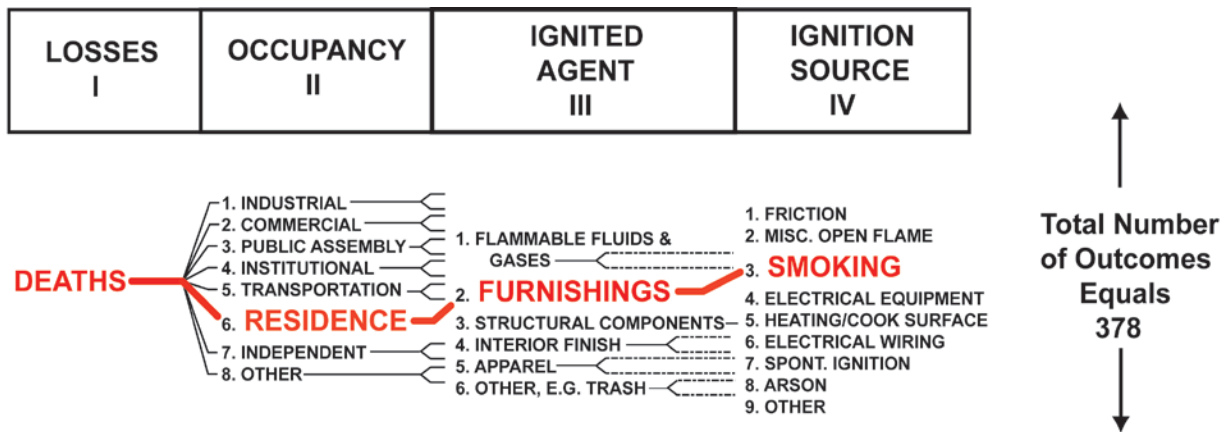 LOSSES
I
OCCUPANCY
II
IGNITED
AGENT
III
IGNITION
SOURCE
IV
DEATHS
1. INDUSTRIAL
2. COMMERCIAL
3. PUBLIC ASSEMBLY
4. INSTITUTIONAL
5. TRANSPORTATION
6. RESIDENCE
7. INDEPENDENT
8. OTHER
1. FLAMMABLE FLUIDS &
GASES
2. FURNISHINGS
3. STRUCTURAL COMPONENTS
4. INTERIOR FINISH
5. APPAREL
6. OTHER, E.G. TRASH
1. FRICTION
2. MISC. OPEN FLAME
3. SMOKING
4. ELECTRICAL EQUIPMENT
5. HEATING/COOK SURFACE
6. ELECTRICAL WIRING
7. SPONT. IGNITION
8. ARSON
9. OTHER
Total Number
of Outcomes
Equals
378